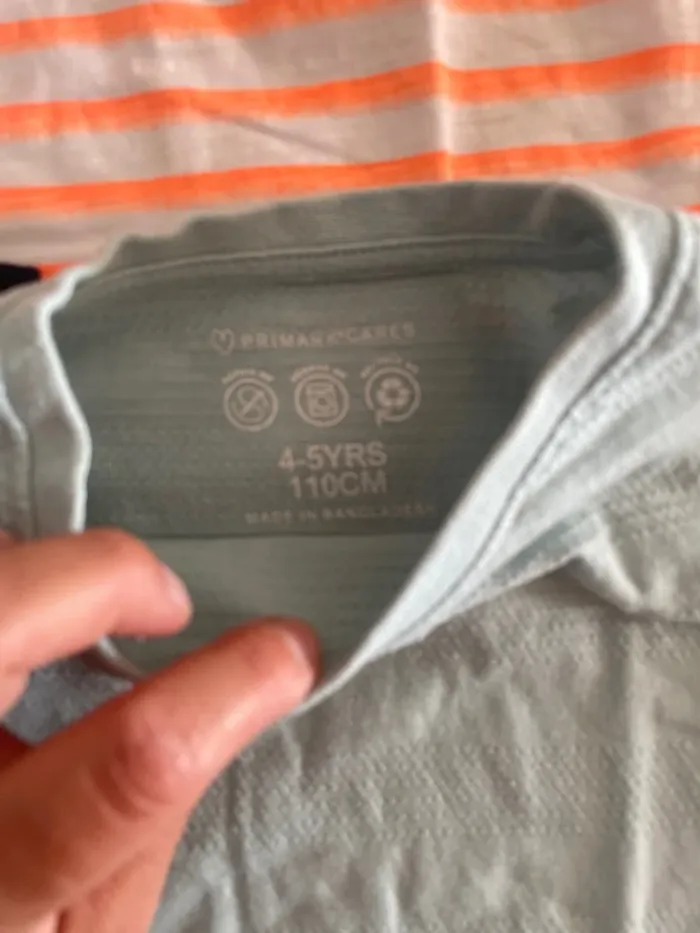 PRIMARK CARES
4-5YRS
110CM
MADE IN BANGLADESH